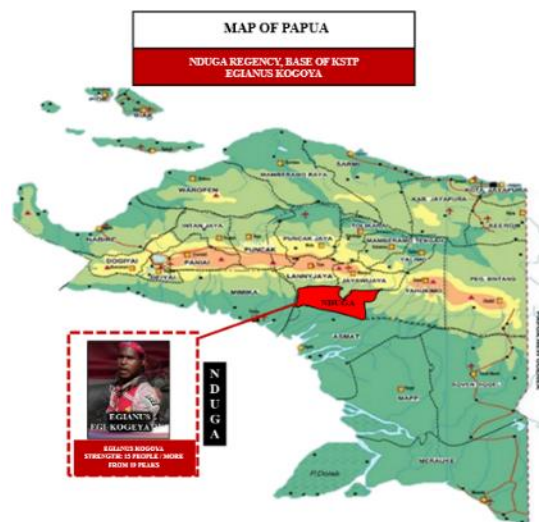 MAP OF PAPUA
NDUGA REGENCY, BASE OF KSTP
EGIANUS KOGOYA
SARMI
MAMBERAMO RAYA
WAROPEN
KAB. JAYAPURA
KOTA JAYAPURA
KEEROM
NABIRE
INTAN JAYA
TOLIKARA
PUNCAK JAYA
MAMBERAMO TENGAH
DOGIYAI
PANIAI
PUNCAK
YALIMO
LANNYJAYA
JAYAWIJAYA
PEG. BINTANG
YAHUKIMO
MIMIKA
NDUGA
ASMAT
BOVEN DIGOEL
MAPPI
MERAUKE
P.Dolak
NDUGA
EGIANUS
EGIANUS KOGOYA
STRENGTH: 15 PEOPLE / MORE
FROM 19 PEAKS